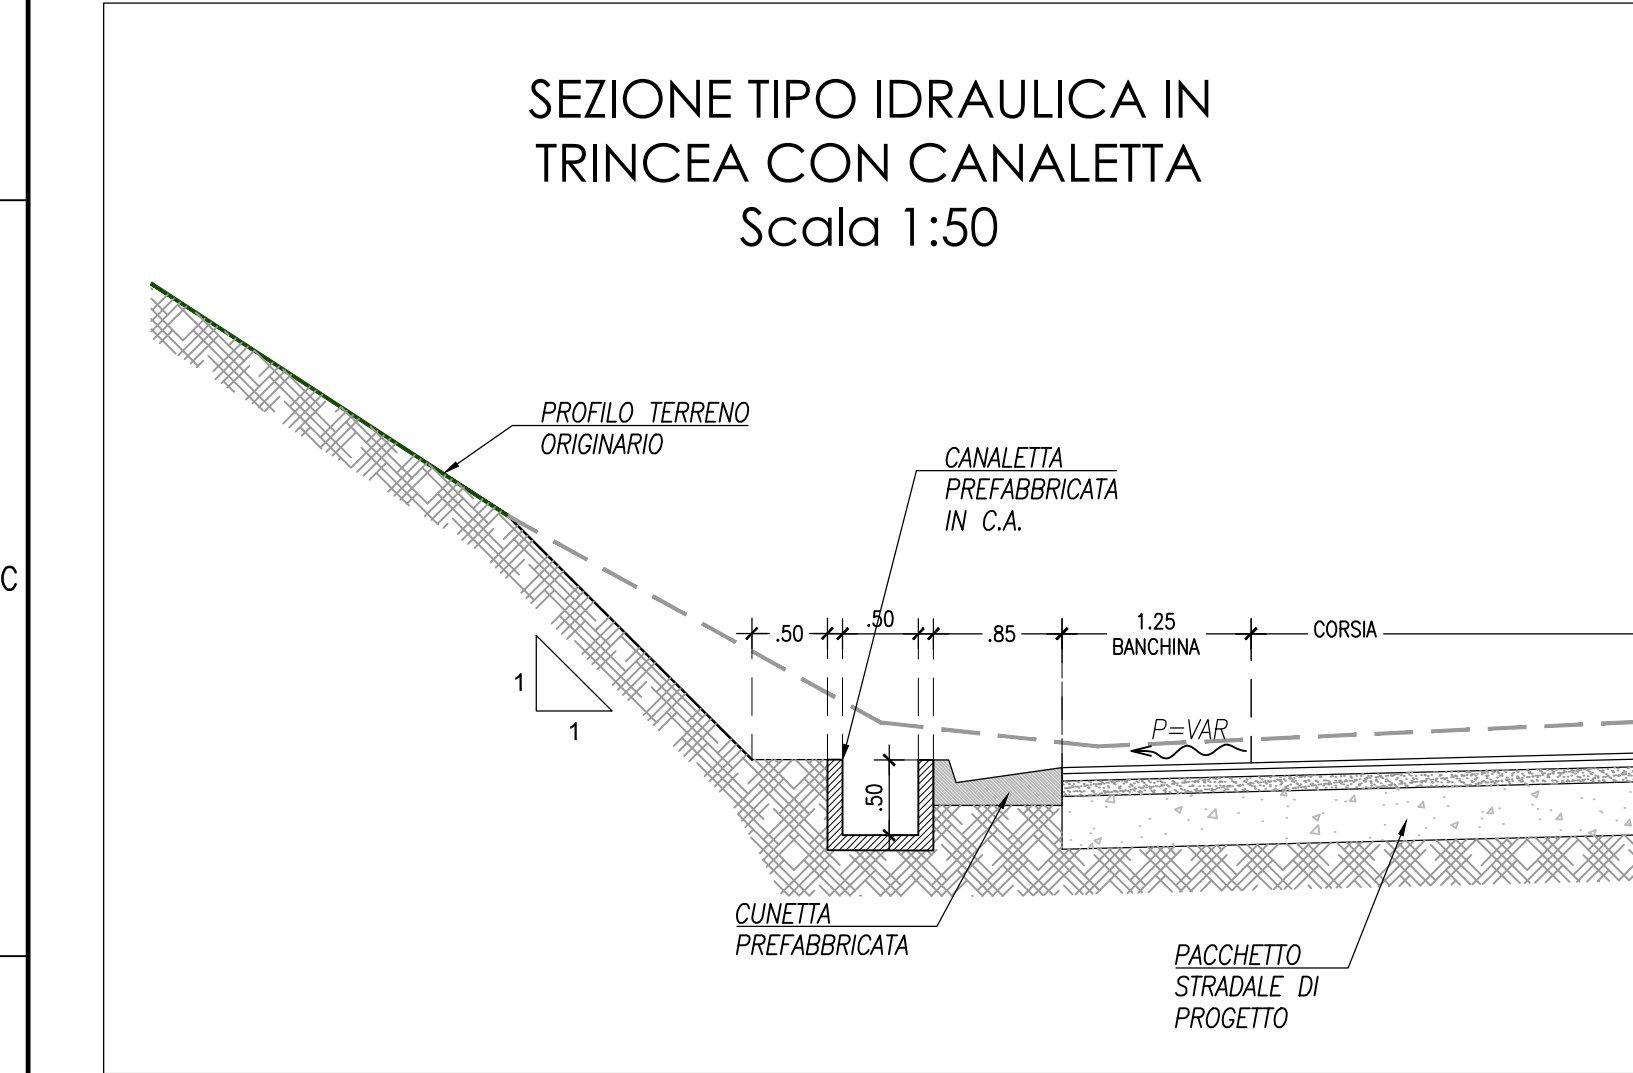 SEZIONE TIPO IDRAULICA IN
TRINCEA CON CANALETTA
Scala 1:50
PROFILO TERRENO
ORIGINARIO
CANALETTA
PREFABBRICATA
IN C.A.
C
.50
.50
.85
1.25
BANCHINA
CORSIA
1
1
P=VAR
.50
CUNETTA
PREFABBRICATA
PACCHETTO
STRADALE DI
PROGETTO